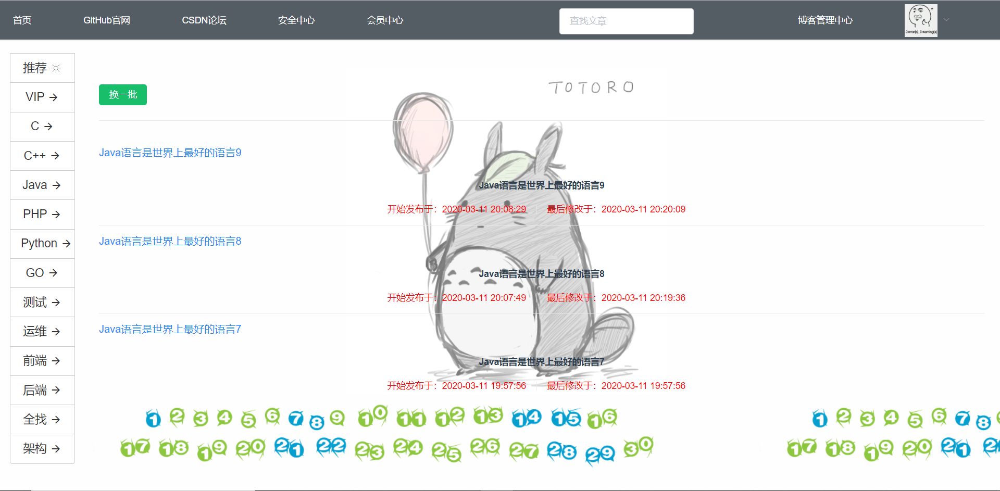 首页 GitHub官网 CSDN论坛 安全中心 会员中心 查找文章 博客管理中心
0 error(s), 0 warning(s)
推荐
VIP
C
C++
Java
PHP
Python
GO
测试
运维
前端
后端
全找
架构
换一批
TOTORO
Java语言是世界上最好的语言9
Java语言是世界上最好的语言9
开始发布于：2020-03-11 20:08:29 最后修改于：2020-03-11 20:20:09
Java语言是世界上最好的语言8
Java语言是世界上最好的语言8
开始发布于：2020-03-11 20:07:49 最后修改于：2020-03-11 20:19:36
Java语言是世界上最好的语言7
Java语言是世界上最好的语言7
开始发布于：2020-03-11 19:57:56 最后修改于：2020-03-11 19:57:56
1 2 3 4 5 6 7 8 9 10 11 12 13 14 15 16 1 2 3 4 5 6 7 8
17 18 19 20 21 22 23 24 25 26 27 28 29 30 17 18 19 20 21 2